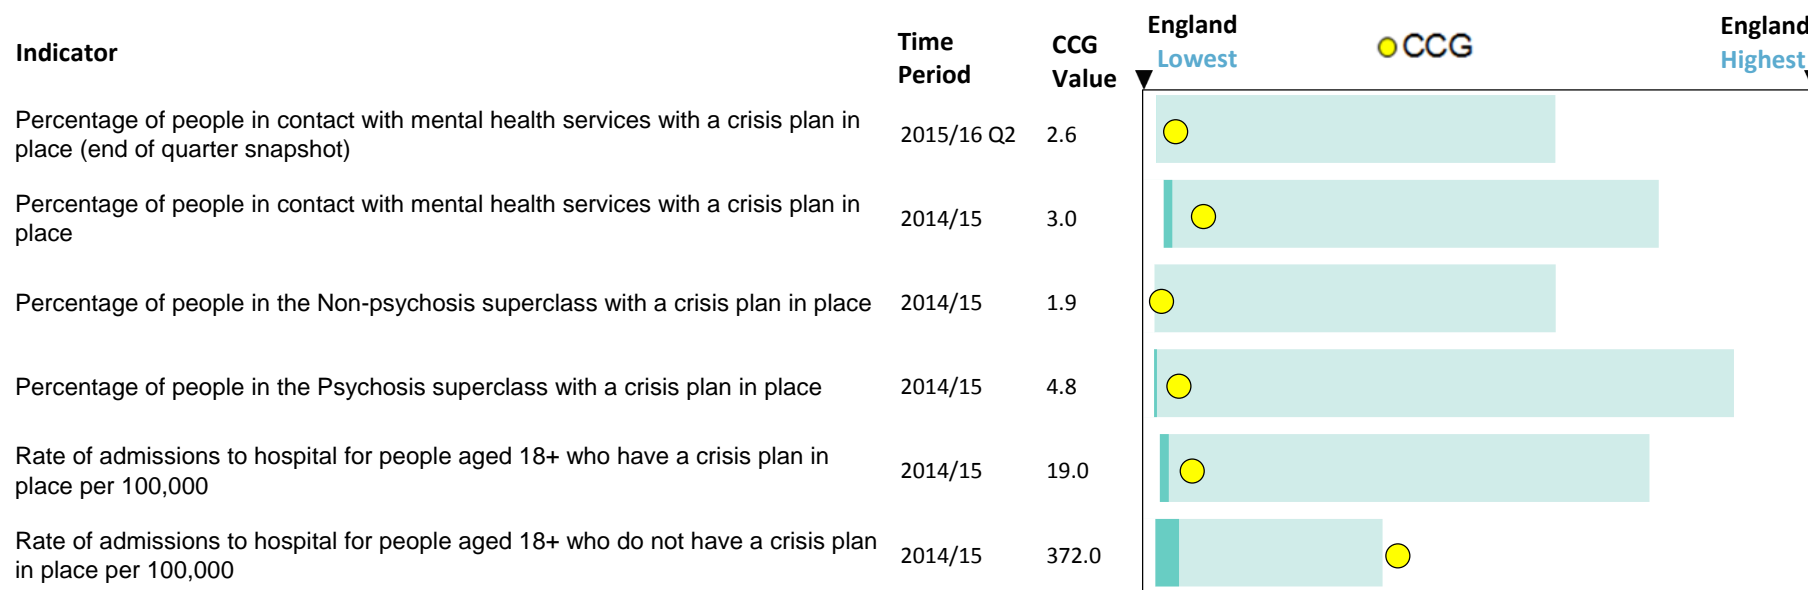 Indicator
Time
Period
CCG
Value
England
Lowest
CCG
England
Highest
Percentage of people in contact with mental health services with a crisis plan in
place (end of quarter snapshot)
2015/16 Q2
2.6
Percentage of people in contact with mental health services with a crisis plan in
place
2014/15
3.0
Percentage of people in the Non-psychosis superclass with a crisis plan in place
2014/15
1.9
Percentage of people in the Psychosis superclass with a crisis plan in place
2014/15
4.8
Rate of admissions to hospital for people aged 18+ who have a crisis plan in
place per 100,000
2014/15
19.0
Rate of admissions to hospital for people aged 18+ who do not have a crisis plan
in place per 100,000
2014/15
372.0